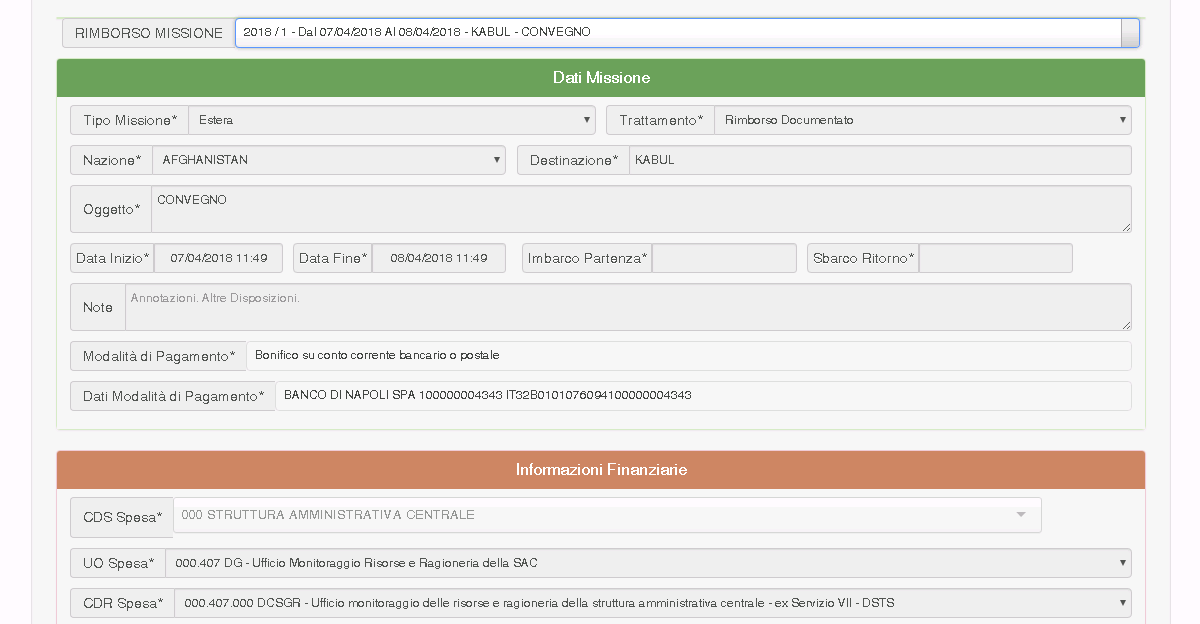 RIMBORSO MISSIONE 2018 / 1 - Dal 07/04/2018 Al 08/04/2018 - KABUL - CONVEGNO
Dati Missione
Tipo Missione* Estera Trattamento* Rimborso Documentato
Nazione* AFGHANISTAN Destinazione* KABUL
Oggetto* CONVEGNO
Data Inizio* 07/04/2018 11:49 Data Fine* 08/04/2018 11:49 Imbarco Partenza* Sbarco Ritorno*
Note Annotazioni. Altre Disposizioni.
Modalità di Pagamento* Bonifico su conto corrente bancario o postale
Dati Modalità di Pagamento* BANCO DI NAPOLI SPA 100000004343 IT32B0101076094100000004343
Informazioni Finanziarie
CDS Spesa* 000 STRUTTURA AMMINISTRATIVA CENTRALE
UO Spesa* 000.407 DG - Ufficio Monitoraggio Risorse e Ragioneria della SAC
CDR Spesa* 000.407.000 DCSGR - Ufficio monitoraggio delle risorse e ragioneria della struttura amministrativa centrale - ex Servizio VII - DSTS